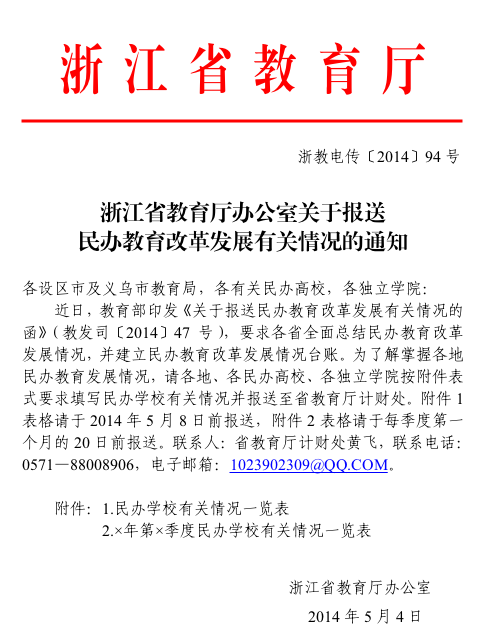 浙江省教育厅
浙教电传〔2014〕94 号
浙江省教育厅办公室关于报送
民办教育改革发展有关情况的通知
各设区市及义乌市教育局，各有关民办高校，各独立学院：
近日，教育部印发《关于报送民办教育改革发展有关情况的
函》（教发司〔2014〕47 号），要求各省全面总结民办教育改革
发展情况，并建立民办教育改革发展情况台账。为了解掌握各地
民办教育发展情况，请各地、各民办高校、各独立学院按附件表
式要求填写民办学校有关情况并报送至省教育厅计财处。附件 1
表格请于 2014 年 5 月 8 日前报送，附件 2 表格请于每季度第一
个月的 20 日前报送。联系人：省教育厅计财处黄飞，联系电话：
0571－88008906，电子邮箱：1023902309@QQ.COM。
附件：1.民办学校有关情况一览表
2.×年第×季度民办学校有关情况一览表
浙江省教育厅办公室
2014 年 5 月 4 日